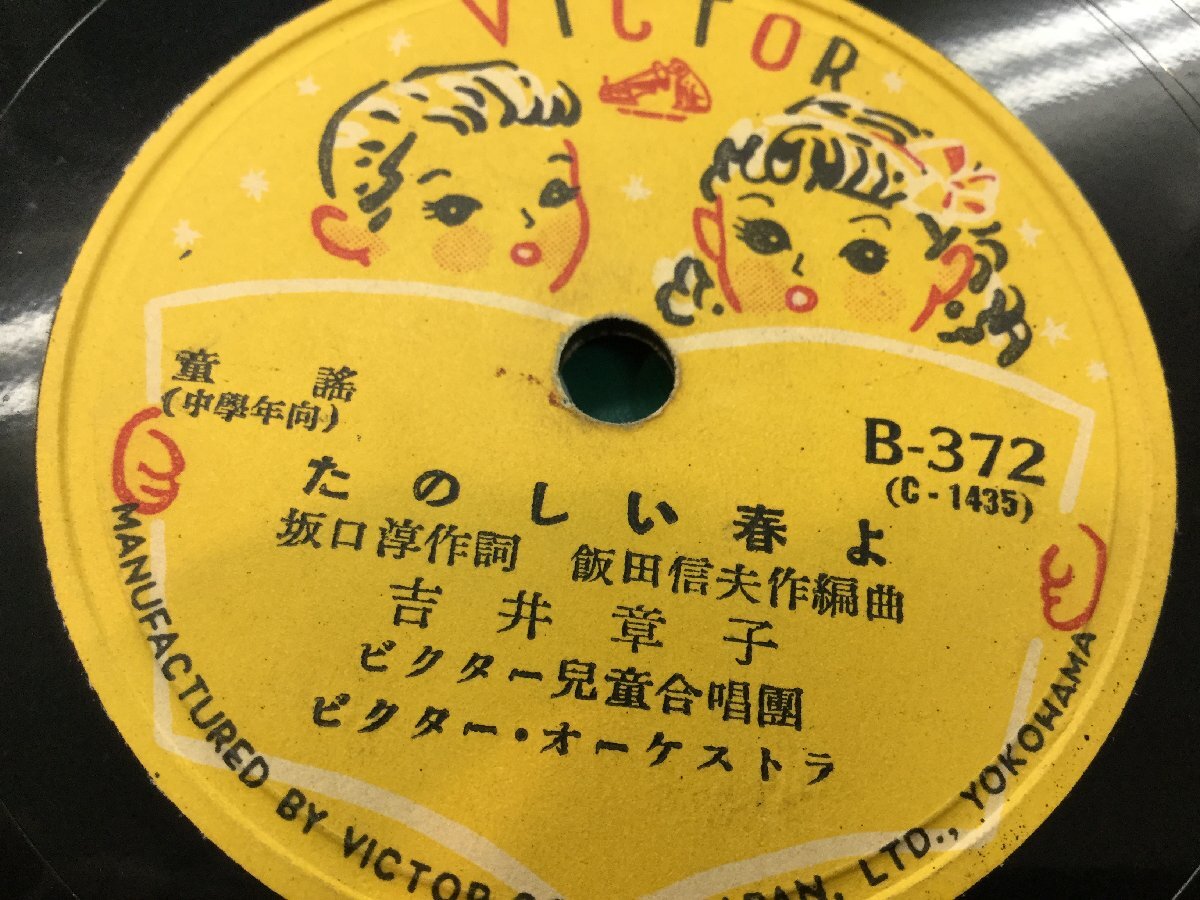 VICTOR
童謠
(中學年向)
B-372
(C-1435)
たのしい春よ
坂口淳作詞 飯田信夫作編曲
吉井章子
ビクター兒童合唱團
ビクター・オーケストラ
MANUFACTURED BY VICTOR JAPAN, LTD., YOKOHAMA